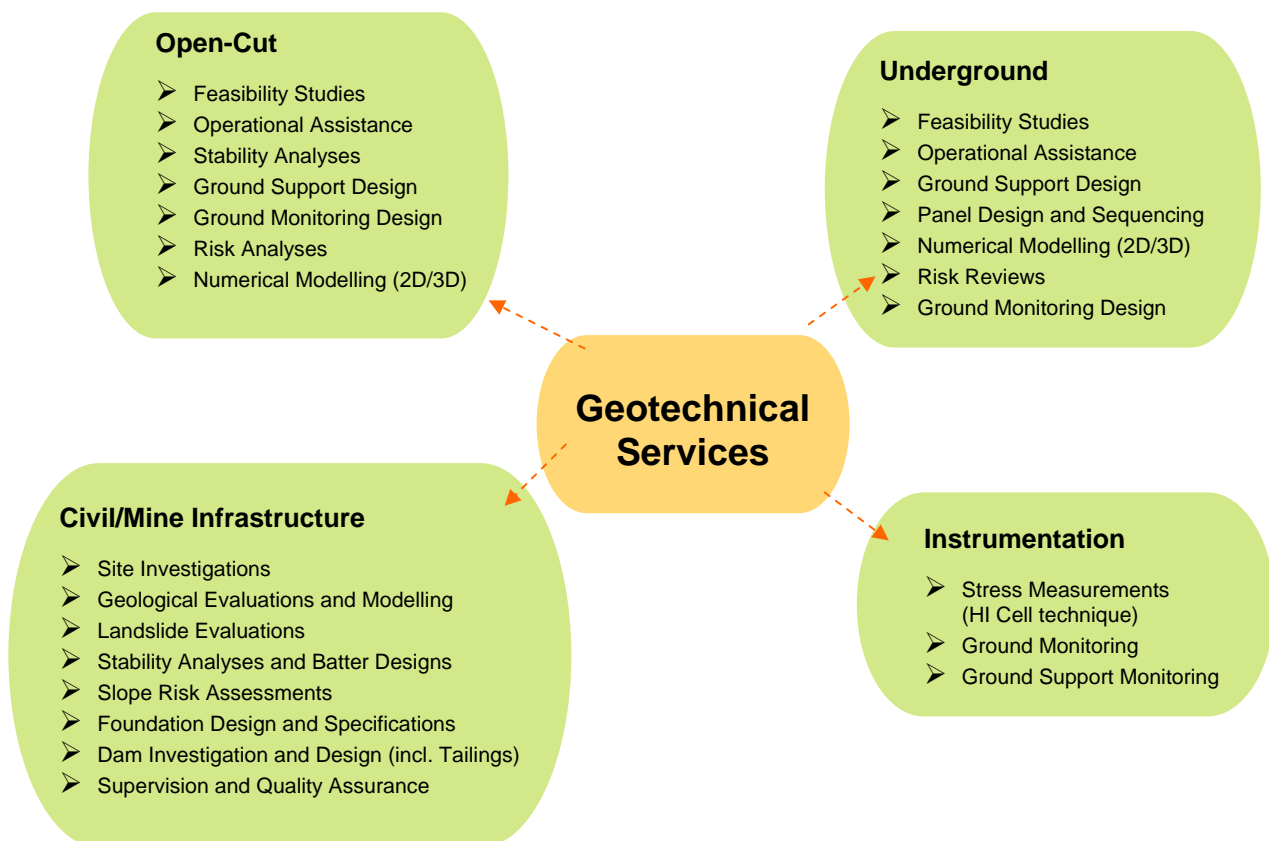 Open-Cut
➢ Feasibility Studies
➢ Operational Assistance
➢ Stability Analyses
➢ Ground Support Design
➢ Ground Monitoring Design
➢ Risk Analyses
➢ Numerical Modelling (2D/3D)
Underground
➢ Feasibility Studies
➢ Operational Assistance
➢ Ground Support Design
➢ Panel Design and Sequencing
➢ Numerical Modelling (2D/3D)
➢ Risk Reviews
➢ Ground Monitoring Design
Geotechnical
Services
Civil/Mine Infrastructure
➢ Site Investigations
➢ Geological Evaluations and Modelling
➢ Landslide Evaluations
➢ Stability Analyses and Batter Designs
➢ Slope Risk Assessments
➢ Foundation Design and Specifications
➢ Dam Investigation and Design (incl. Tailings)
➢ Supervision and Quality Assurance
Instrumentation
➢ Stress Measurements
(HI Cell technique)
➢ Ground Monitoring
➢ Ground Support Monitoring